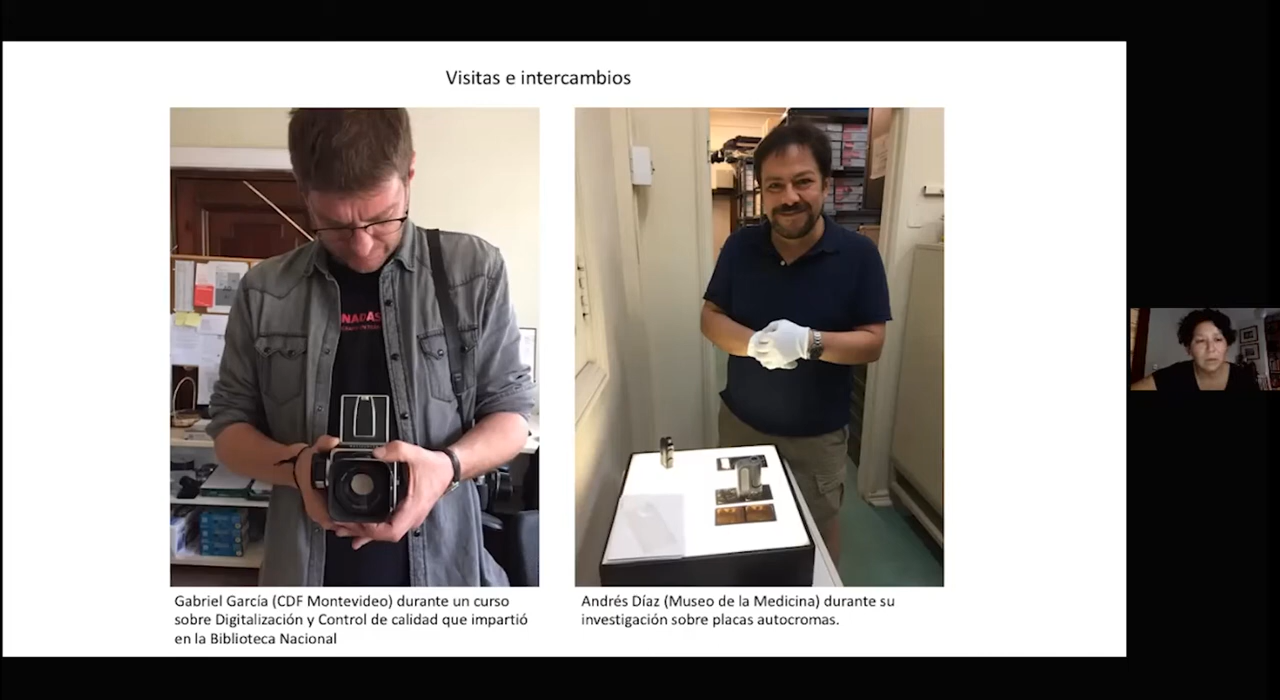 Visitas e intercambios
NADAS
Gabriel García (CDF Montevideo) durante un curso
sobre Digitalización y Control de calidad que impartió
en la Biblioteca Nacional
Andrés Díaz (Museo de la Medicina) durante su
investigación sobre placas autocromas.